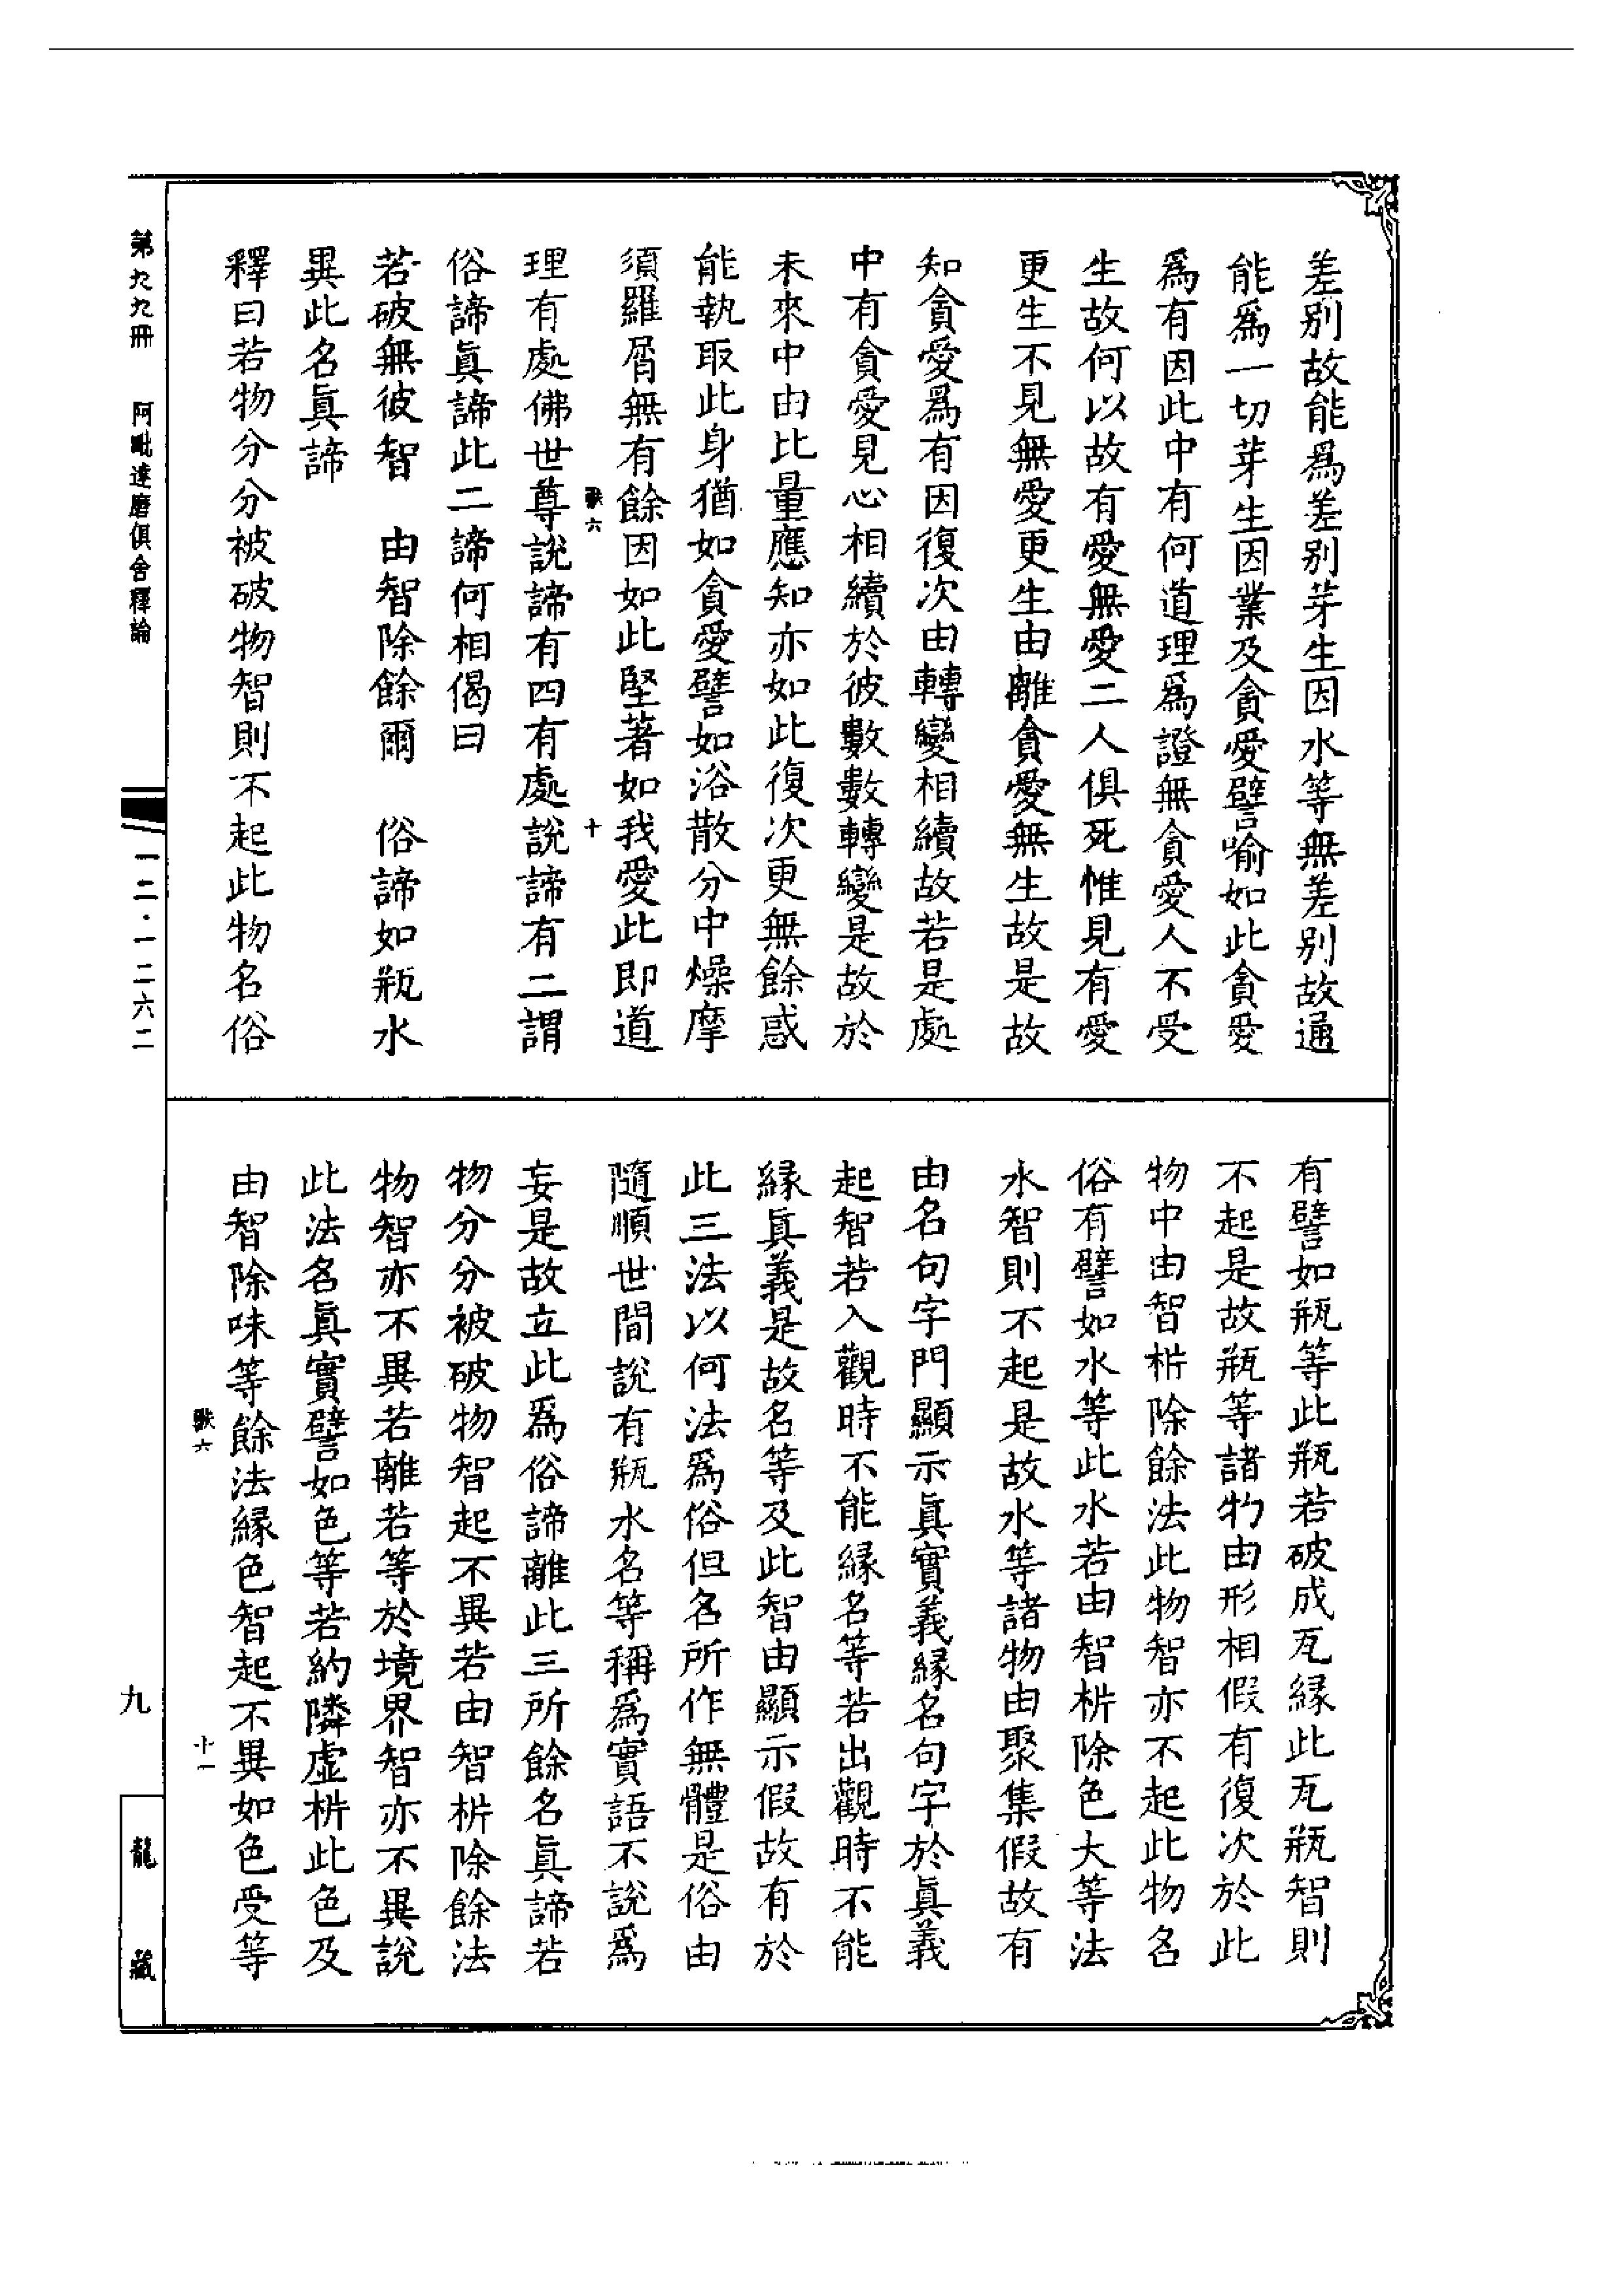 差別故能為差別芽生因水等無差別故通
能為一切芽生因業及貪愛譬喻如此貪愛
為有因此中有何道理為證無貪愛人不受
生故何以故有愛無愛二人俱死惟見有愛
更生不見無愛更生由離貪愛無生故是故
知貪愛為有因復次由轉變相續故若是處
中有貪愛見心相續於彼數數轉變是故於
未來中由比量應知亦如此復次更無餘惑
能執取此身猶如貪愛譬如浴散分中燥摩
須羅屑無有餘因如此堅著如我愛此即道
理有處佛世尊說諦有四有處說諦有二謂
俗諦眞諦此二諦何相偈曰
若破無彼智　由智除餘爾　俗諦如瓶水
異此名眞諦
釋曰若物分分被破物智則不起此物名俗
有譬如瓶等此瓶若破成瓦緣此瓦瓶智則
不起是故瓶等諸物由形相假有復次於此
物中由智析除餘法此物智亦不起此物名
俗有譬如水等此水若由智析除色大等法
水智則不起是故水等諸物由聚集假故有
由名句字門顯示眞實義緣名句字於眞義
起智若入觀時不能緣名等若出觀時不能
緣眞義是故名等及此智由顯示假故有於
此三法以何法為俗但名所作無體是俗由
隨順世間說有瓶水名等稱為實語不說為
妄是故立此為俗諦離此三所餘名眞諦若
物分分被破物智起不異若由智析除餘法
物智亦不異若離若等於境界智亦不異說
此法名眞實譬如色等若約隣虛析此色及
由智除味等餘法緣色智起不異如色受等
獸六
十
獸六
十一
第九九冊　阿毗達磨俱舍釋論
一二·一二六二
九
龍藏